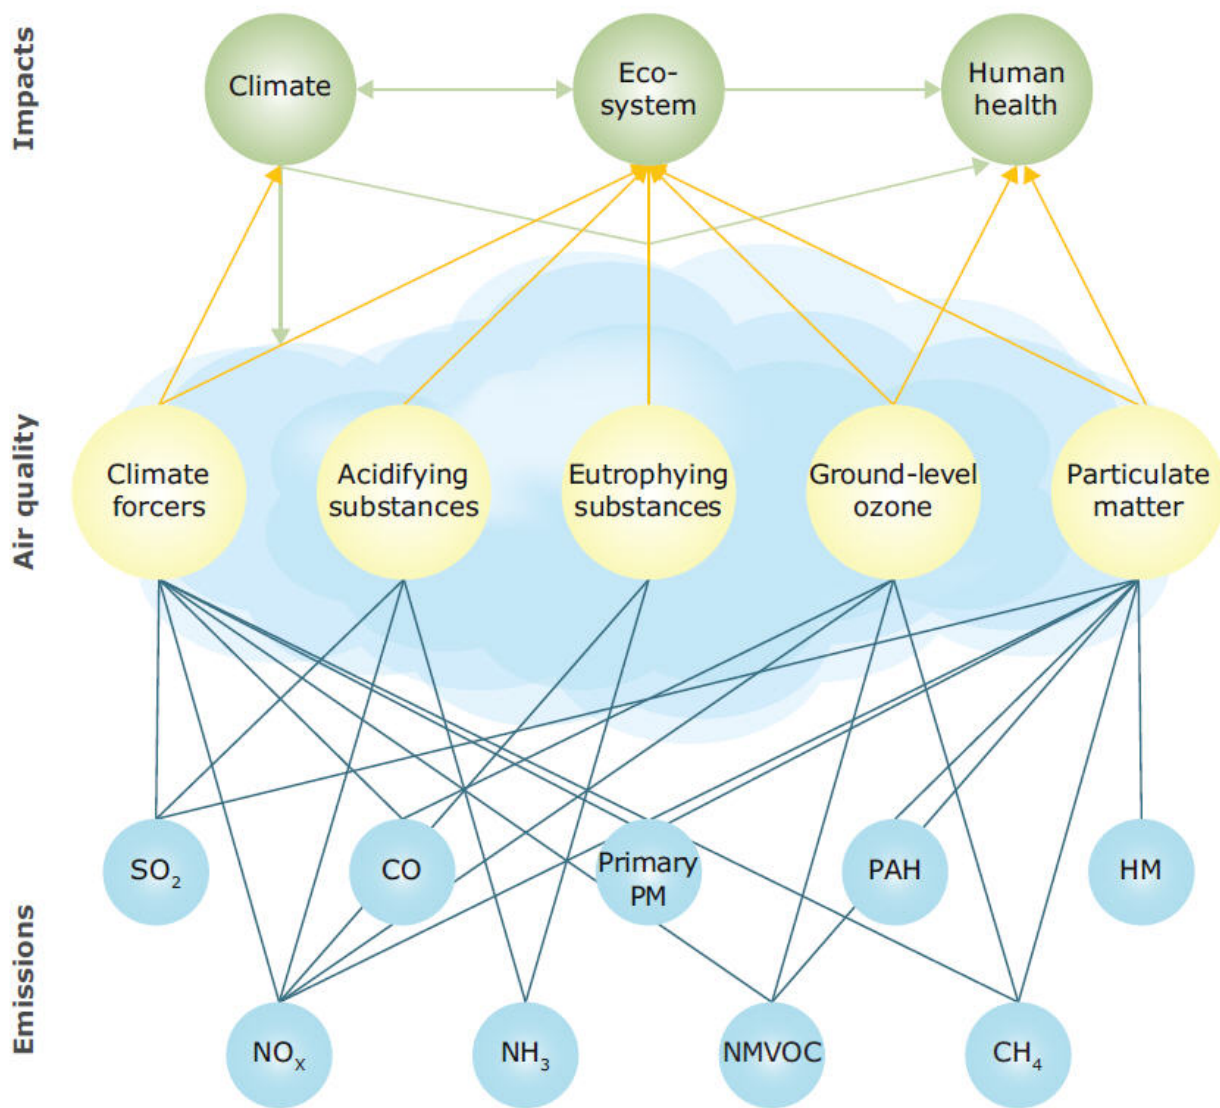 Impacts
Climate
Eco-
system
Human
health
Air quality
Climate
forcers
Acidifying
substances
Eutrophying
substances
Ground-level
ozone
Particulate
matter
Emissions
SO₂
CO
Primary
PM
PAH
HM
NOₓ
NH₃
NMVOC
CH₄